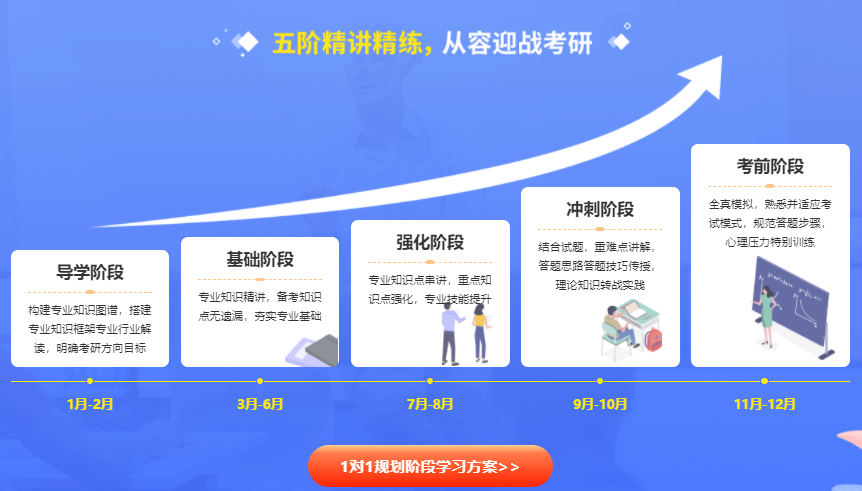 五阶精讲精练，从容迎战考研
导学阶段
构建专业知识图谱，搭建
专业知识框架专业行业解
读，明确考研方向目标
基础阶段
专业知识精讲，备考知识
点无遗漏，夯实专业基础
强化阶段
专业知识点串讲，重点知
识点强化，专业技能提升
冲刺阶段
结合试题，重难点讲解，
答题思路答题技巧传授，
理论知识转战实践
考前阶段
全真模拟，熟悉并适应考
试模式，规范答题步骤，
心理压力特别训练
1月-2月
3月-6月
7月-8月
9月-10月
11月-12月
1对1规划阶段学习方案>>